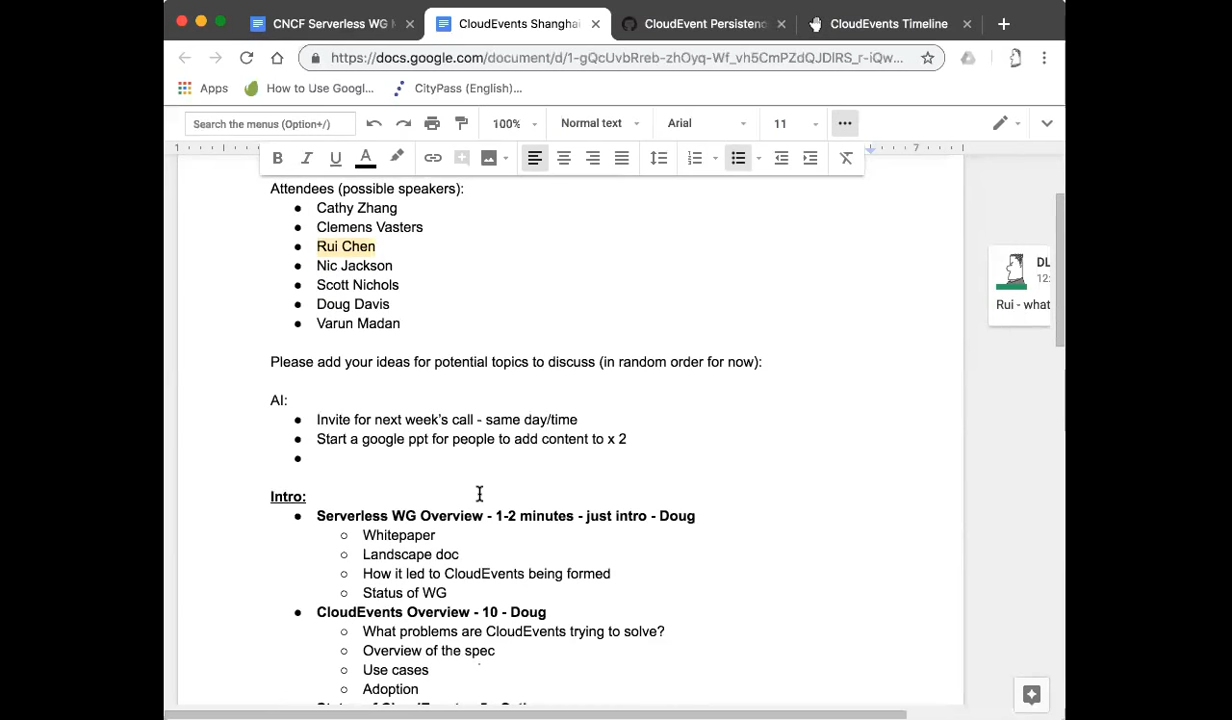 CNCF Serverless WG
CloudEvents Shanghai
CloudEvent Persistenc
CloudEvents Timeline
https://docs.google.com/document/d/1-gQcUvbRreb-zhOyq-Wf_vh5CmPZdQJDlRS_r-iQw...
Apps
How to Use Googl...
CityPass (English)...
Search the menus (Option+/)
100%
Normal text
Arial
11
B I U A
1
7
Attendees (possible speakers):
Cathy Zhang
Clemens Vasters
Rui Chen
Nic Jackson
Scott Nichols
Doug Davis
Varun Madan
DL
12:
Rui - what
Please add your ideas for potential topics to discuss (in random order for now):
AI:
Invite for next week's call - same day/time
Start a google ppt for people to add content to x 2
Intro:
Serverless WG Overview - 1-2 minutes - just intro - Doug
Whitepaper
Landscape doc
How it led to CloudEvents being formed
Status of WG
CloudEvents Overview - 10 - Doug
What problems are CloudEvents trying to solve?
Overview of the spec
Use cases
Adoption